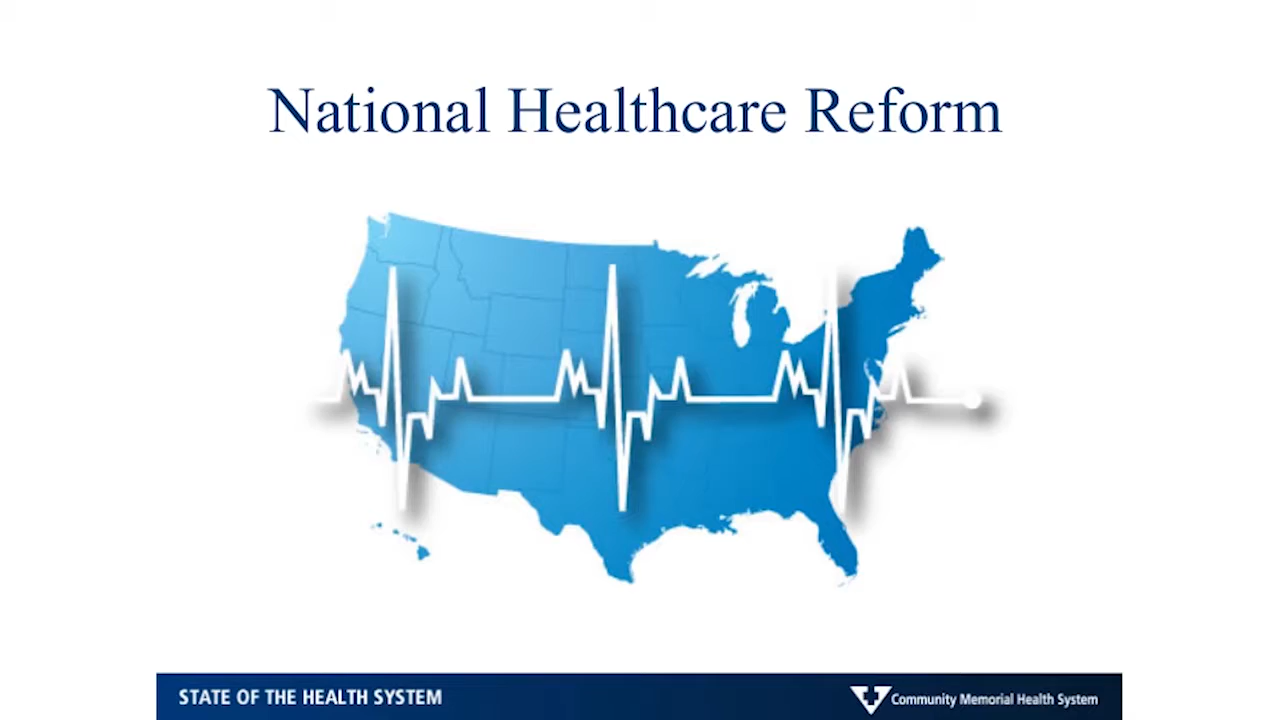 National Healthcare Reform
STATE OF THE HEALTH SYSTEM
Community Memorial Health System